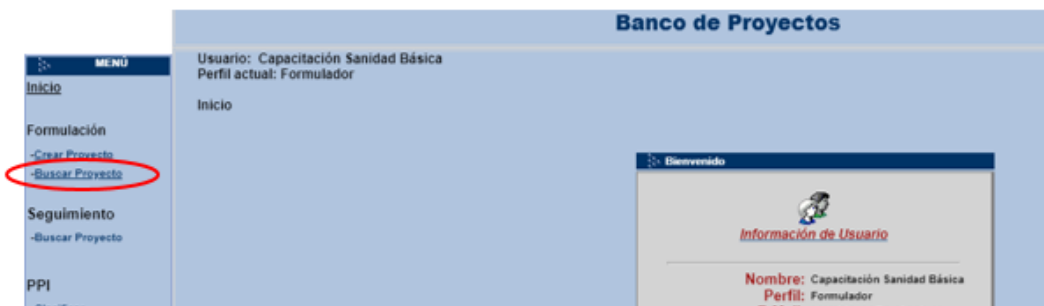 Banco de Proyectos
MENÚ
Inicio
Formulación
-Crear Proyecto
-Buscar Proyecto
Seguimiento
-Buscar Proyecto
PPI
Usuario: Capacitación Sanidad Básica
Perfil actual: Formulador
Inicio
Bienvenido
Información de Usuario
Nombre: Capacitación Sanidad Básica
Perfil: Formulador